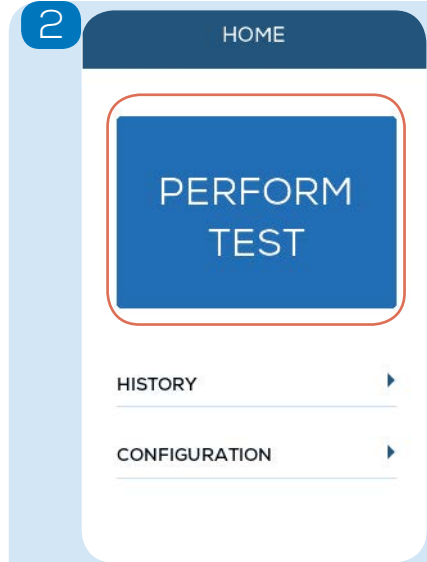 2
HOME
PERFORM
TEST
HISTORY
CONFIGURATION